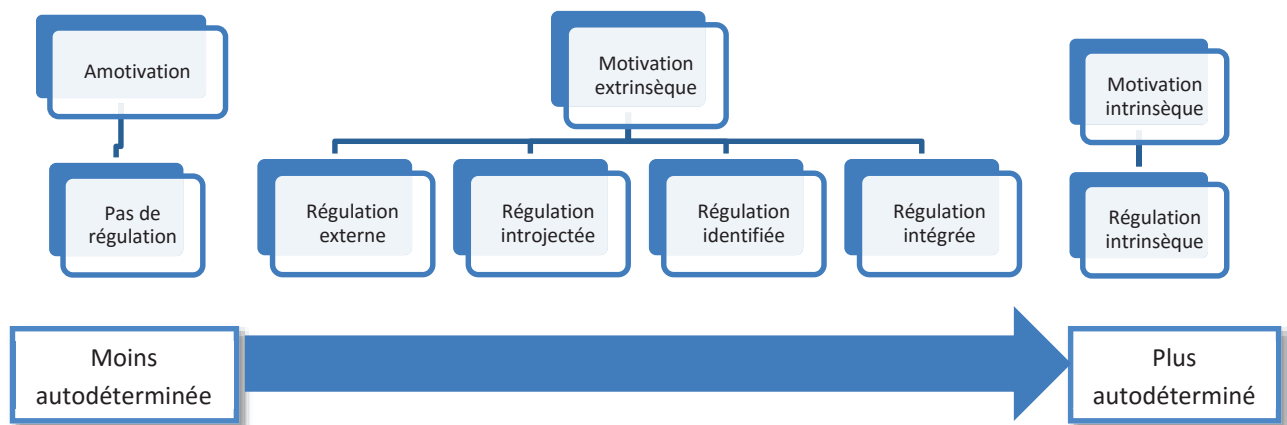 Amotivation
Motivation
extrinsèque
Motivation
intrinsèque
Pas de
régulation
Régulation
externe
Régulation
introjectée
Régulation
identifiée
Régulation
intégrée
Régulation
intrinsèque
Moins
autodéterminée
Plus
autodéterminé